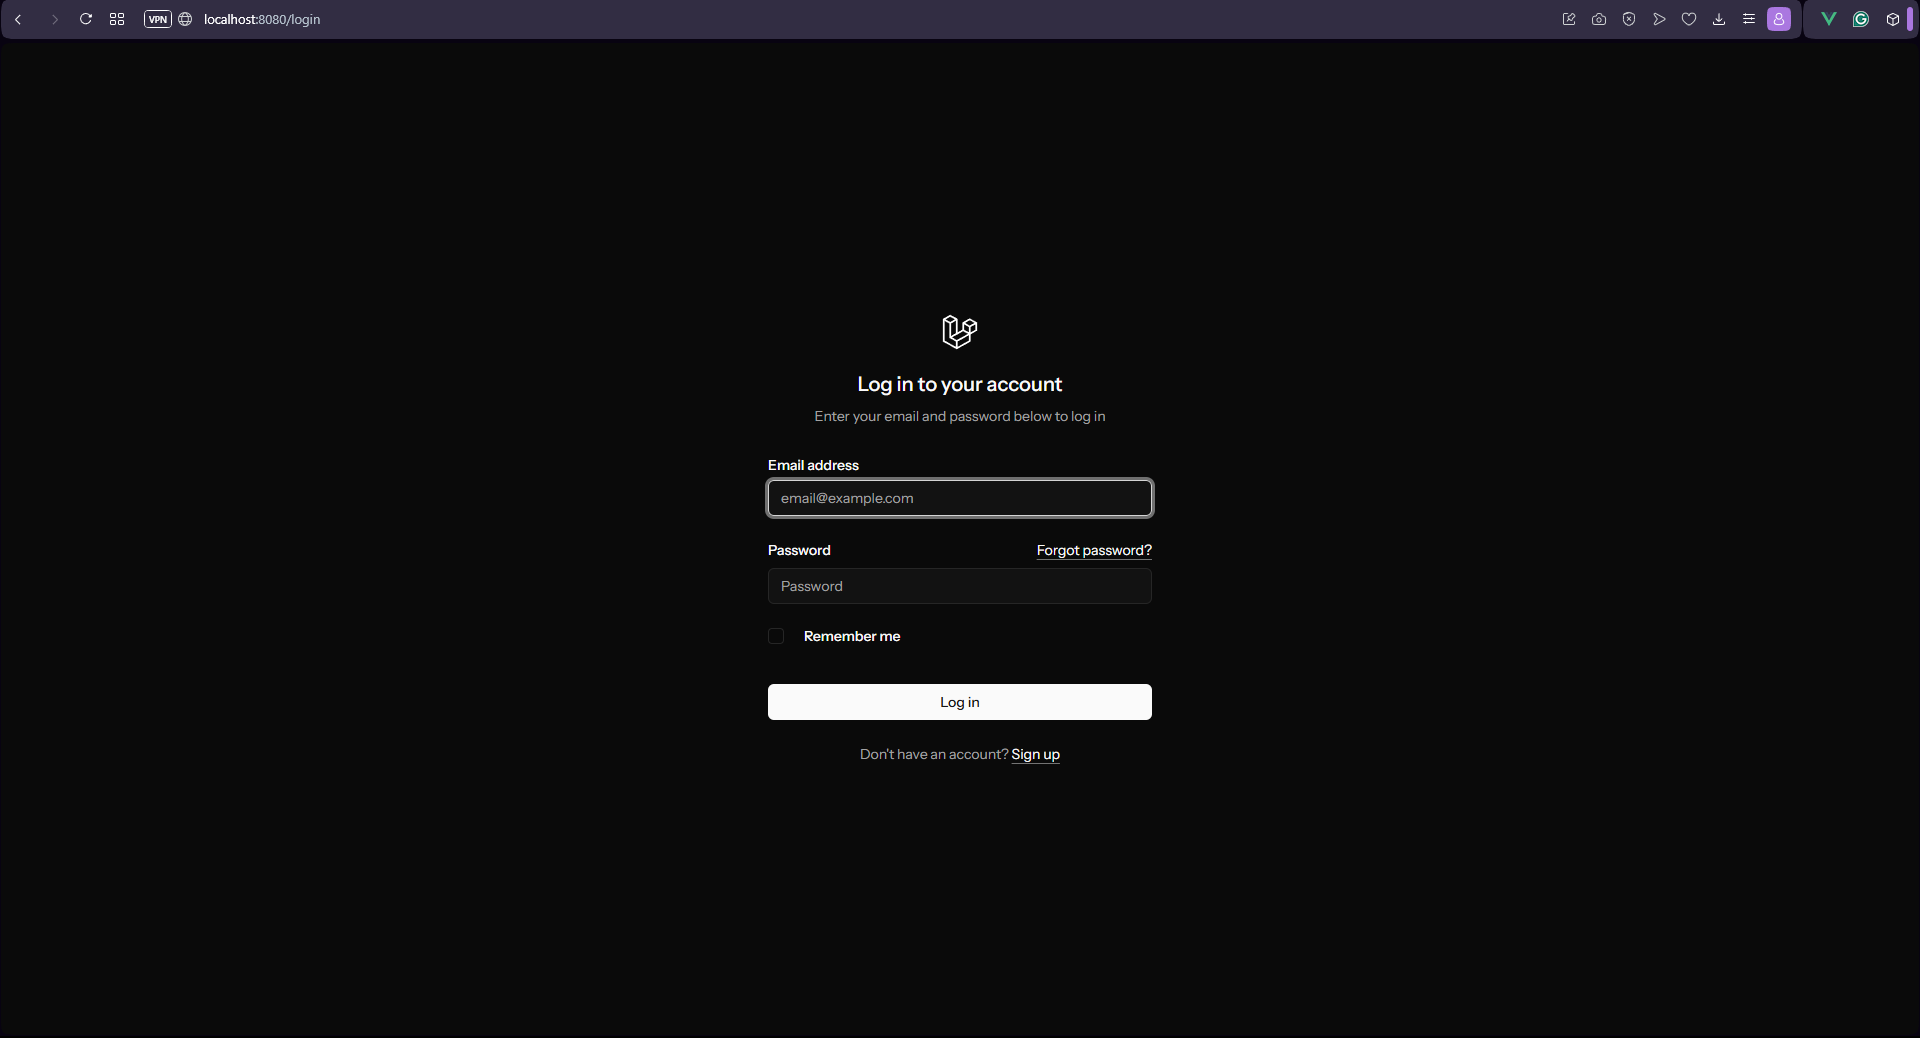 VPN localhost:8080/login
Log in to your account
Enter your email and password below to log in
Email address
email@example.com
Password Forgot password?
Password
Remember me
Log in
Don't have an account? Sign up